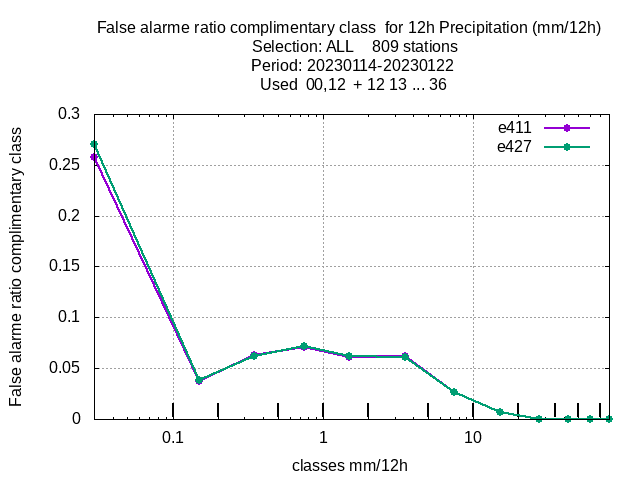 False alarme ratio complimentary class  for 12h Precipitation (mm/12h)
Selection: ALL    809 stations
Period: 20230114-20230122
Used  00,12  + 12 13 ... 36
e411
e427
False alarme ratio complimentary class
0.3
0.25
0.2
0.15
0.1
0.05
0
0.1
1
10
classes mm/12h